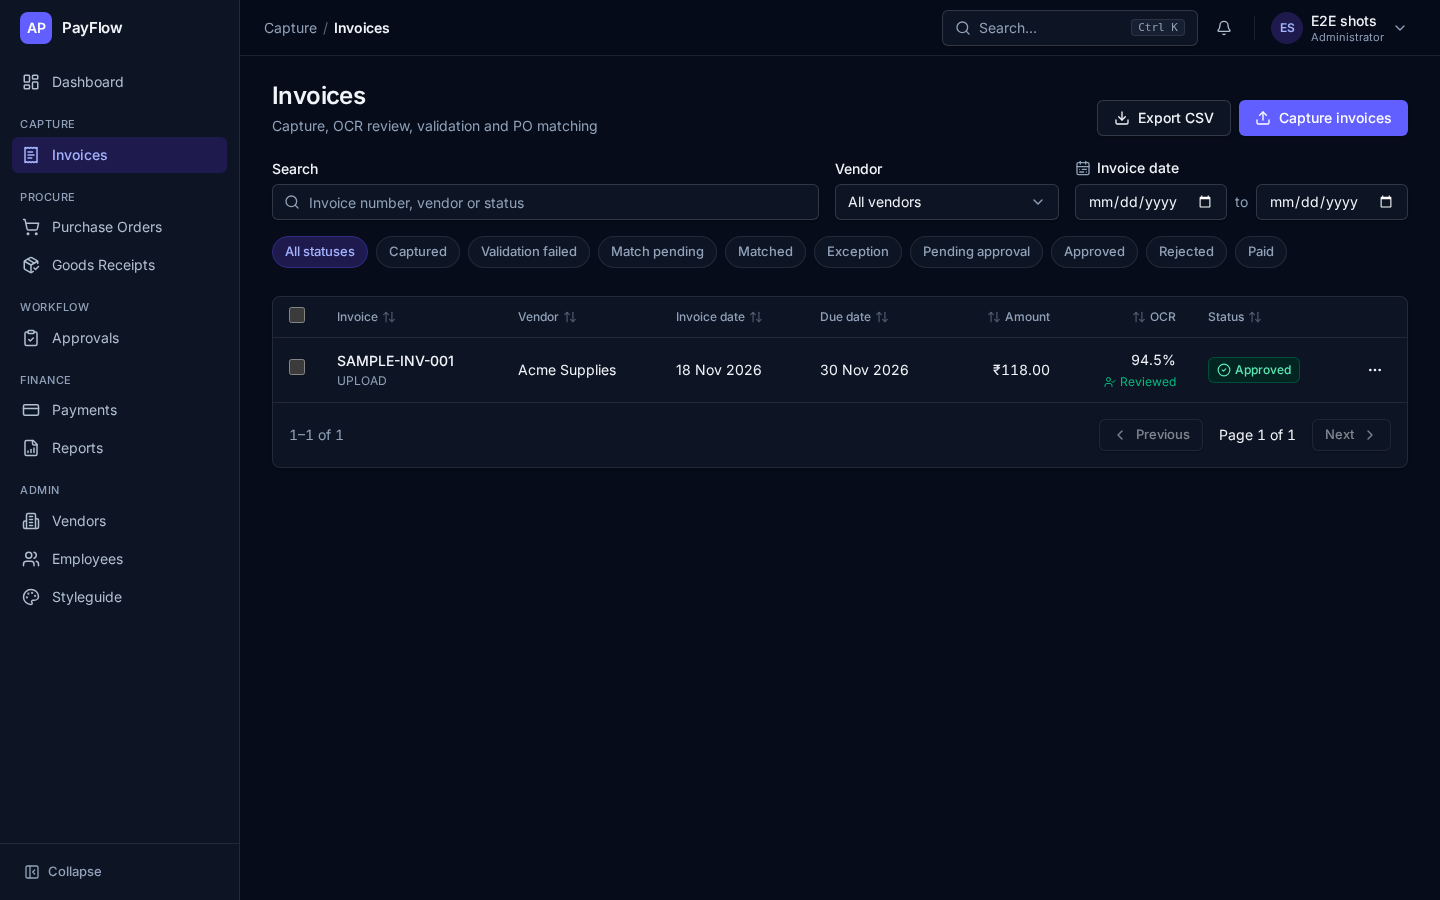 AP PayFlow
Dashboard
CAPTURE
Invoices
PROCURE
Purchase Orders
Goods Receipts
WORKFLOW
Approvals
FINANCE
Payments
Reports
ADMIN
Vendors
Employees
Styleguide
Collapse
Capture / Invoices
Search... Ctrl K
ES E2E shots
Administrator
Invoices
Capture, OCR review, validation and PO matching
Export CSV Capture invoices
Search Vendor Invoice date
Invoice number, vendor or status All vendors mm/dd/yyyy to mm/dd/yyyy
All statuses Captured Validation failed Match pending Matched Exception Pending approval Approved Rejected Paid
Invoice Vendor Invoice date Due date Amount OCR Status
SAMPLE-INV-001 Acme Supplies 18 Nov 2026 30 Nov 2026 ₹118.00 94.5% Approved
UPLOAD Reviewed
1–1 of 1 Previous Page 1 of 1 Next